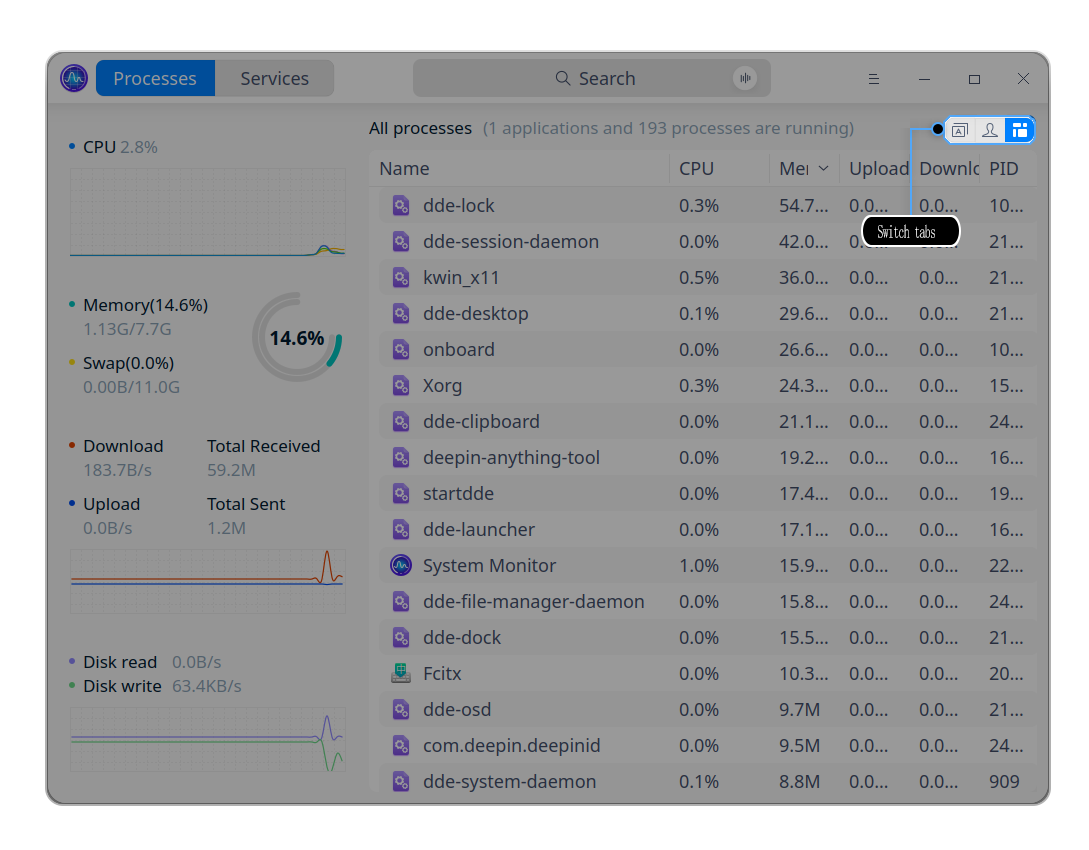 Processes Services Search
All processes (1 applications and 193 processes are running)
CPU 2.8%
Memory(14.6%)
1.13G/7.7G
14.6%
Swap(0.0%)
0.00B/11.0G
Download Total Received
183.7B/s 59.2M
Upload Total Sent
0.0B/s 1.2M
Disk read 0.0B/s
Disk write 63.4KB/s
Switch tabs
Name CPU Me Upload Downlo PID
dde-lock 0.3% 54.7... 0.0... 0.0... 10...
dde-session-daemon 0.0% 42.0... 0.0... 0.0... 21...
kwin_x11 0.5% 36.0... 0.0... 0.0... 21...
dde-desktop 0.1% 29.6... 0.0... 0.0... 21...
onboard 0.0% 26.6... 0.0... 0.0... 10...
Xorg 0.3% 24.3... 0.0... 0.0... 15...
dde-clipboard 0.0% 21.1... 0.0... 0.0... 24...
deepin-anything-tool 0.0% 19.2... 0.0... 0.0... 16...
startdde 0.0% 17.4... 0.0... 0.0... 19...
dde-launcher 0.0% 17.1... 0.0... 0.0... 16...
System Monitor 1.0% 15.9... 0.0... 0.0... 22...
dde-file-manager-daemon 0.0% 15.8... 0.0... 0.0... 24...
dde-dock 0.0% 15.5... 0.0... 0.0... 21...
Fcitx 0.0% 10.3... 0.0... 0.0... 20...
dde-osd 0.0% 9.7M 0.0... 0.0... 21...
com.deepin.deepinid 0.0% 9.5M 0.0... 0.0... 24...
dde-system-daemon 0.1% 8.8M 0.0... 0.0... 909